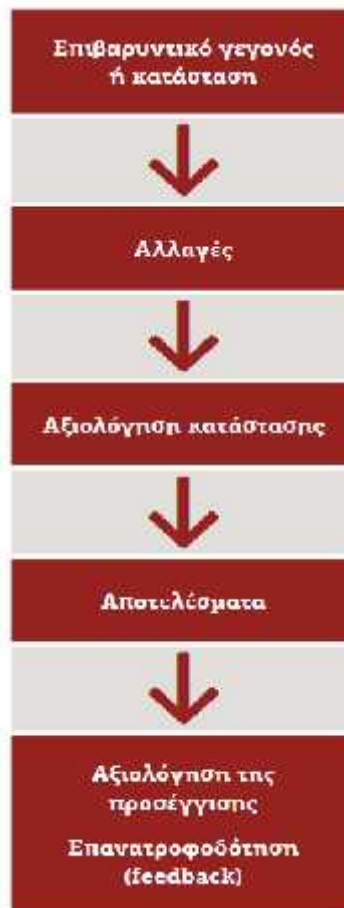 Επιβαρυντικό γεγονός
ή κατάσταση
Αλλαγές
Αξιολόγηση κατάστασης
Αποτελέσματα
Αξιολόγηση της
προσέγγισης
Επανατροφοδότηση
(feedback)